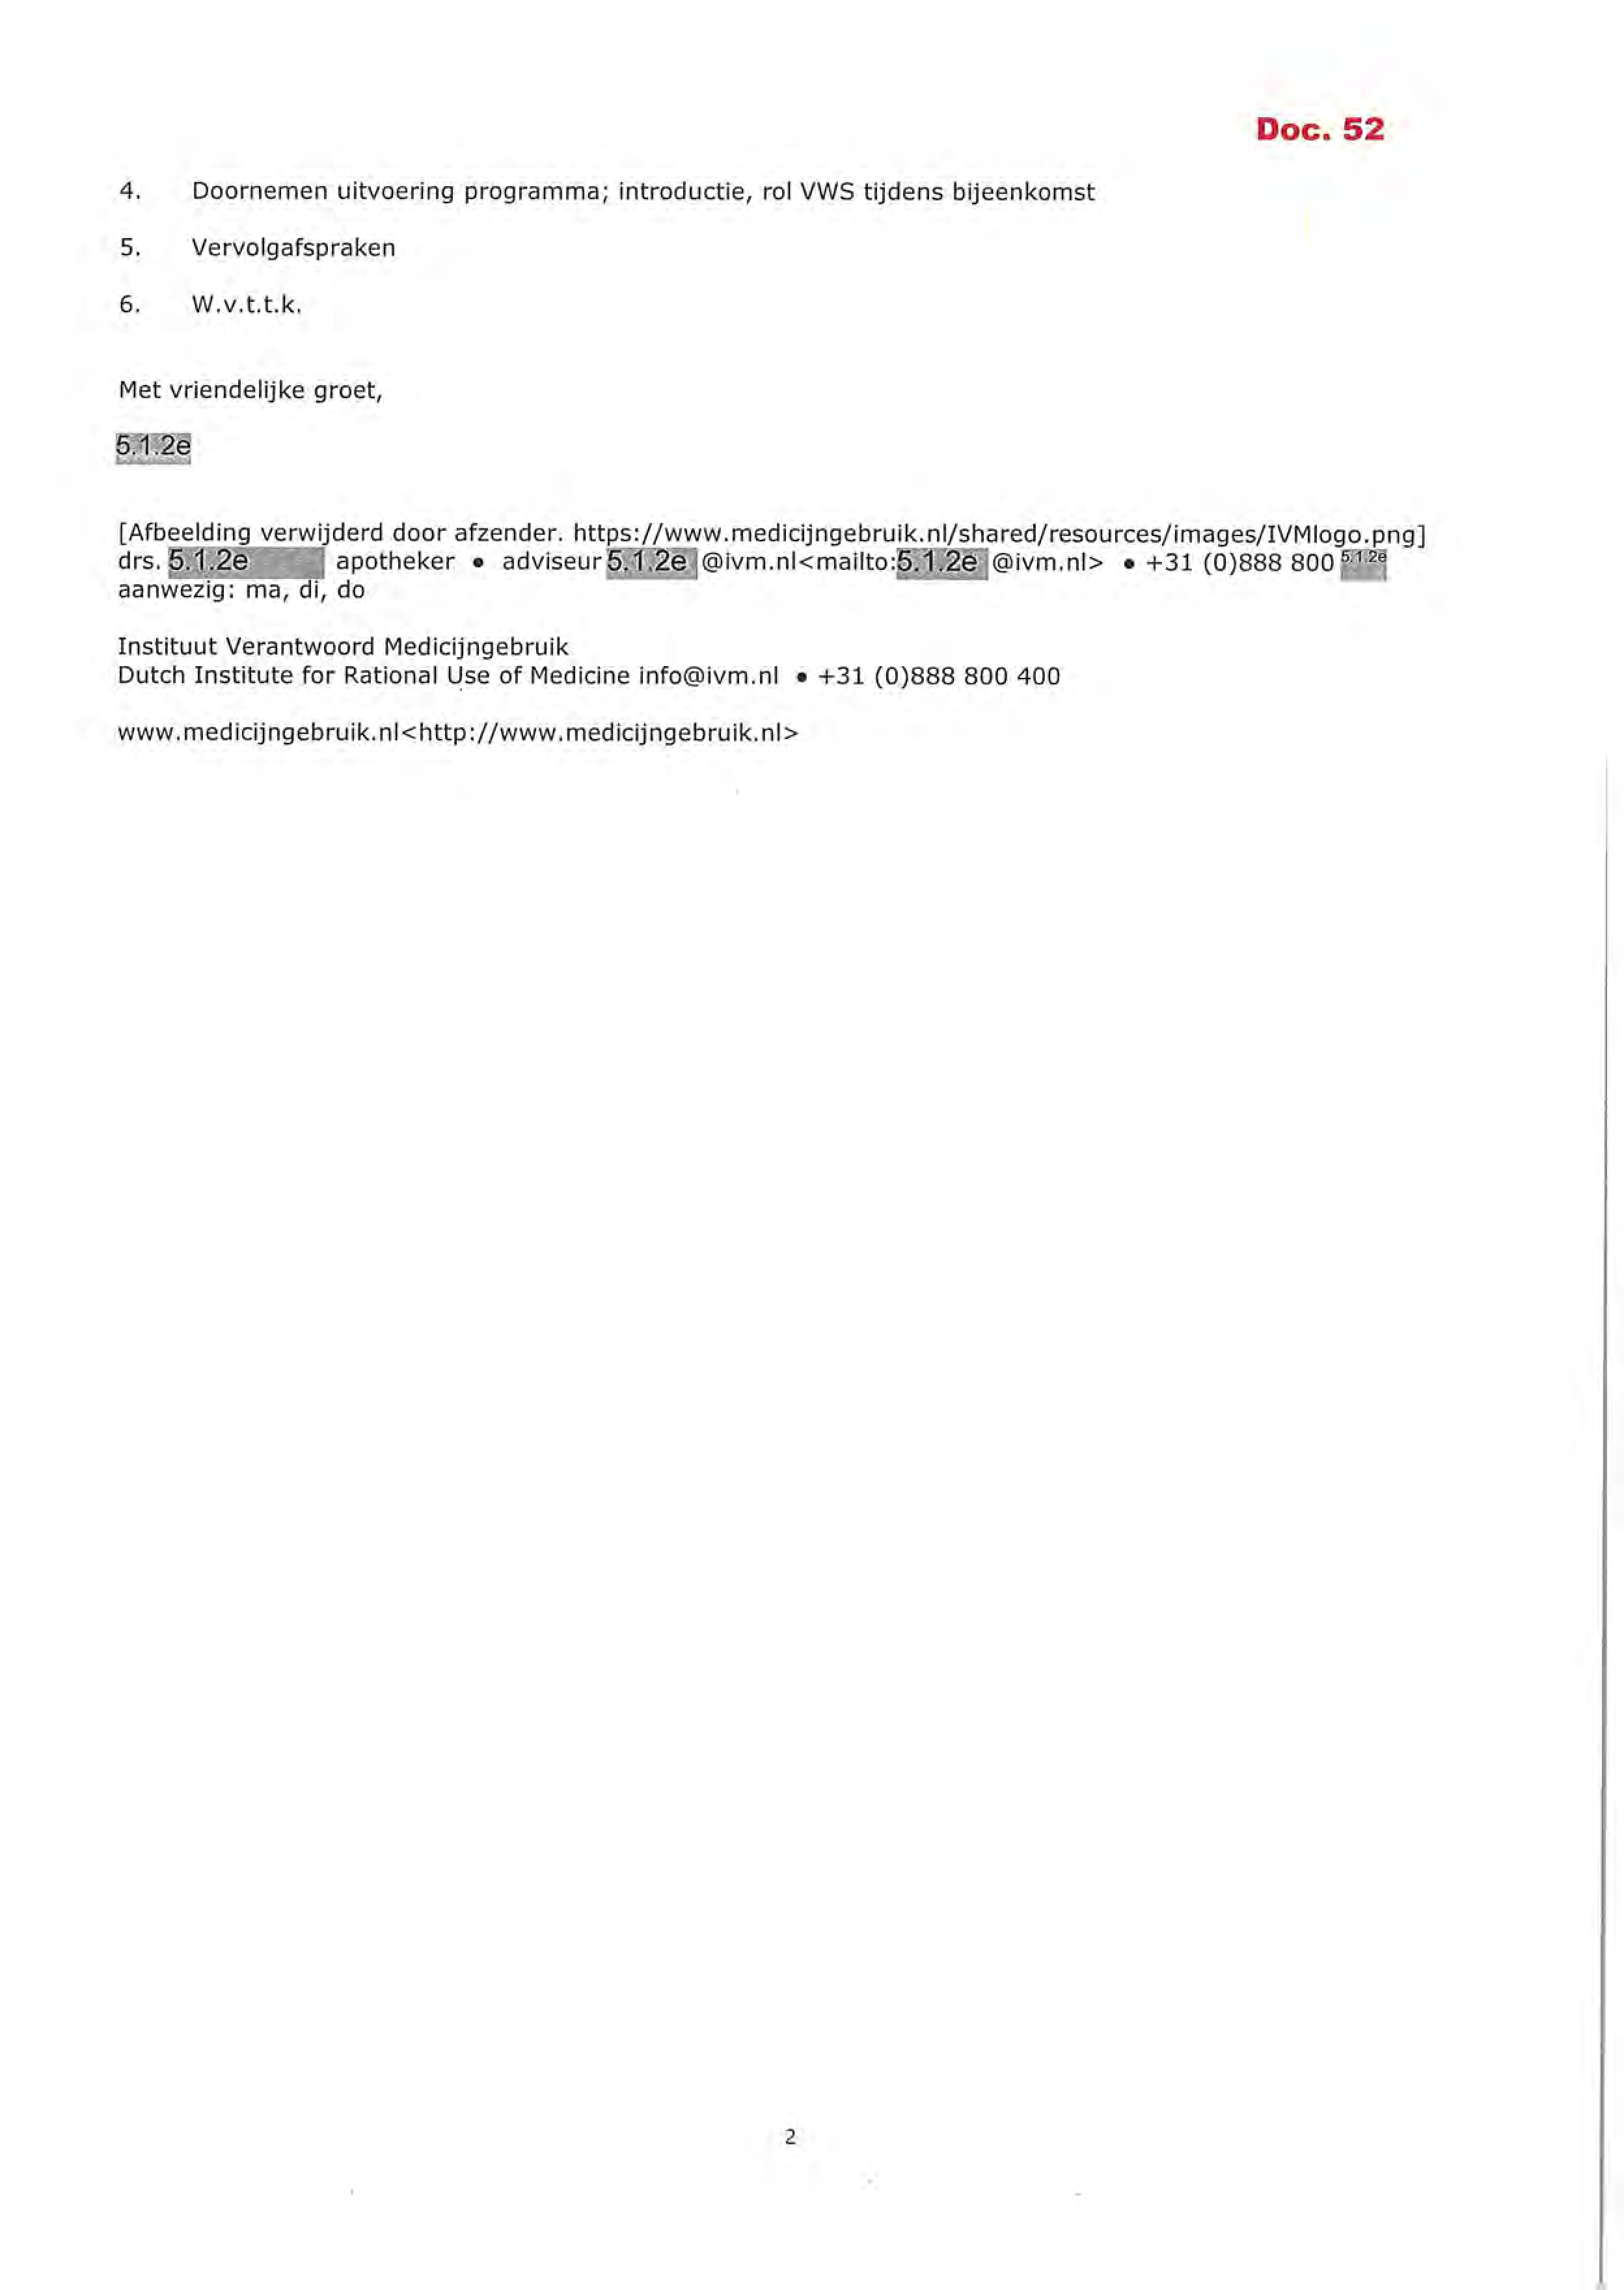 Doc. 52
4. Doornemen uitvoering programma; introductie, rol VWS tijdens bijeenkomst
5. Vervolgafspraken
6. W.v.t.t.k.
Met vriendelijke groet,
5.1.2e
[Afbeelding verwijderd door afzender. https://www.medicijngebruik.nl/shared/resources/images/IVMlogo.png]
drs. 5.1.2e apotheker • adviseur 5.1.2e @ivm.nl<mailto:5.1.2e @ivm.nl> • +31 (0)888 800 5.1.2e
aanwezig: ma, di, do
Instituut Verantwoord Medicijngebruik
Dutch Institute for Rational Use of Medicine info@ivm.nl • +31 (0)888 800 400
www.medicijngebruik.nl<http://www.medicijngebruik.nl>
2